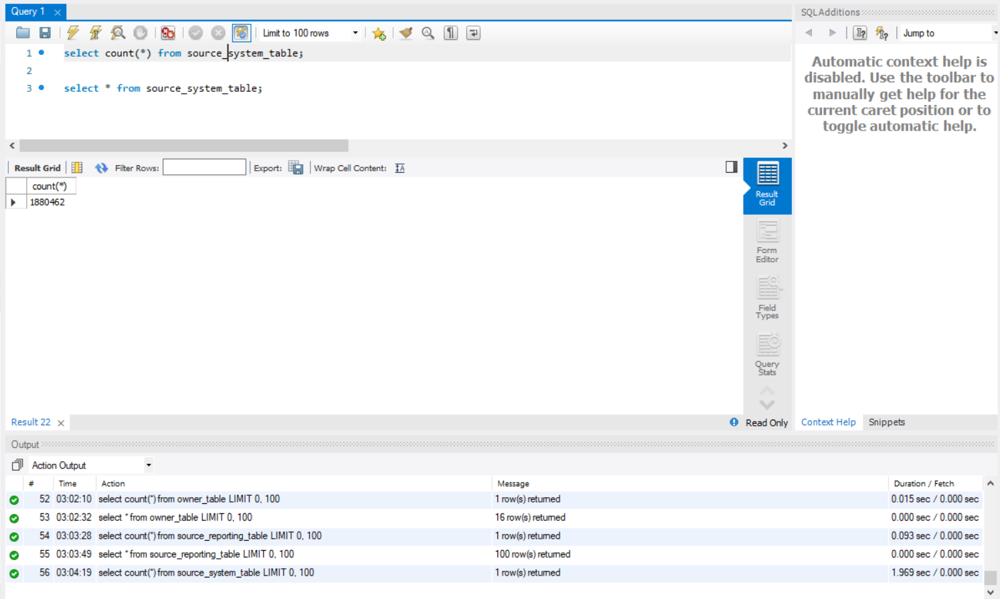 Query 1
SQLAdditions
Limit to 100 rows
Jump to
1 select count(*) from source_system_table;
2
3 select * from source_system_table;
Automatic context help is
disabled. Use the toolbar to
manually get help for the
current caret position or to
toggle automatic help.
Result Grid
Filter Rows:
Export:
Wrap Cell Content:
count(*)
1880462
Result
Grid
Form
Editor
Field
Types
Query
Stats
Result 22
Read Only
Context Help
Snippets
Output
Action Output
# Time Action Message Duration / Fetch
52 03:02:10 select count(*) from owner_table LIMIT 0, 100 1 row(s) returned 0.015 sec / 0.000 sec
53 03:02:32 select * from owner_table LIMIT 0, 100 16 row(s) returned 0.000 sec / 0.000 sec
54 03:03:28 select count(*) from source_reporting_table LIMIT 0, 100 1 row(s) returned 0.093 sec / 0.000 sec
55 03:03:49 select * from source_reporting_table LIMIT 0, 100 100 row(s) returned 0.000 sec / 0.000 sec
56 03:04:19 select count(*) from source_system_table LIMIT 0, 100 1 row(s) returned 1.969 sec / 0.000 sec